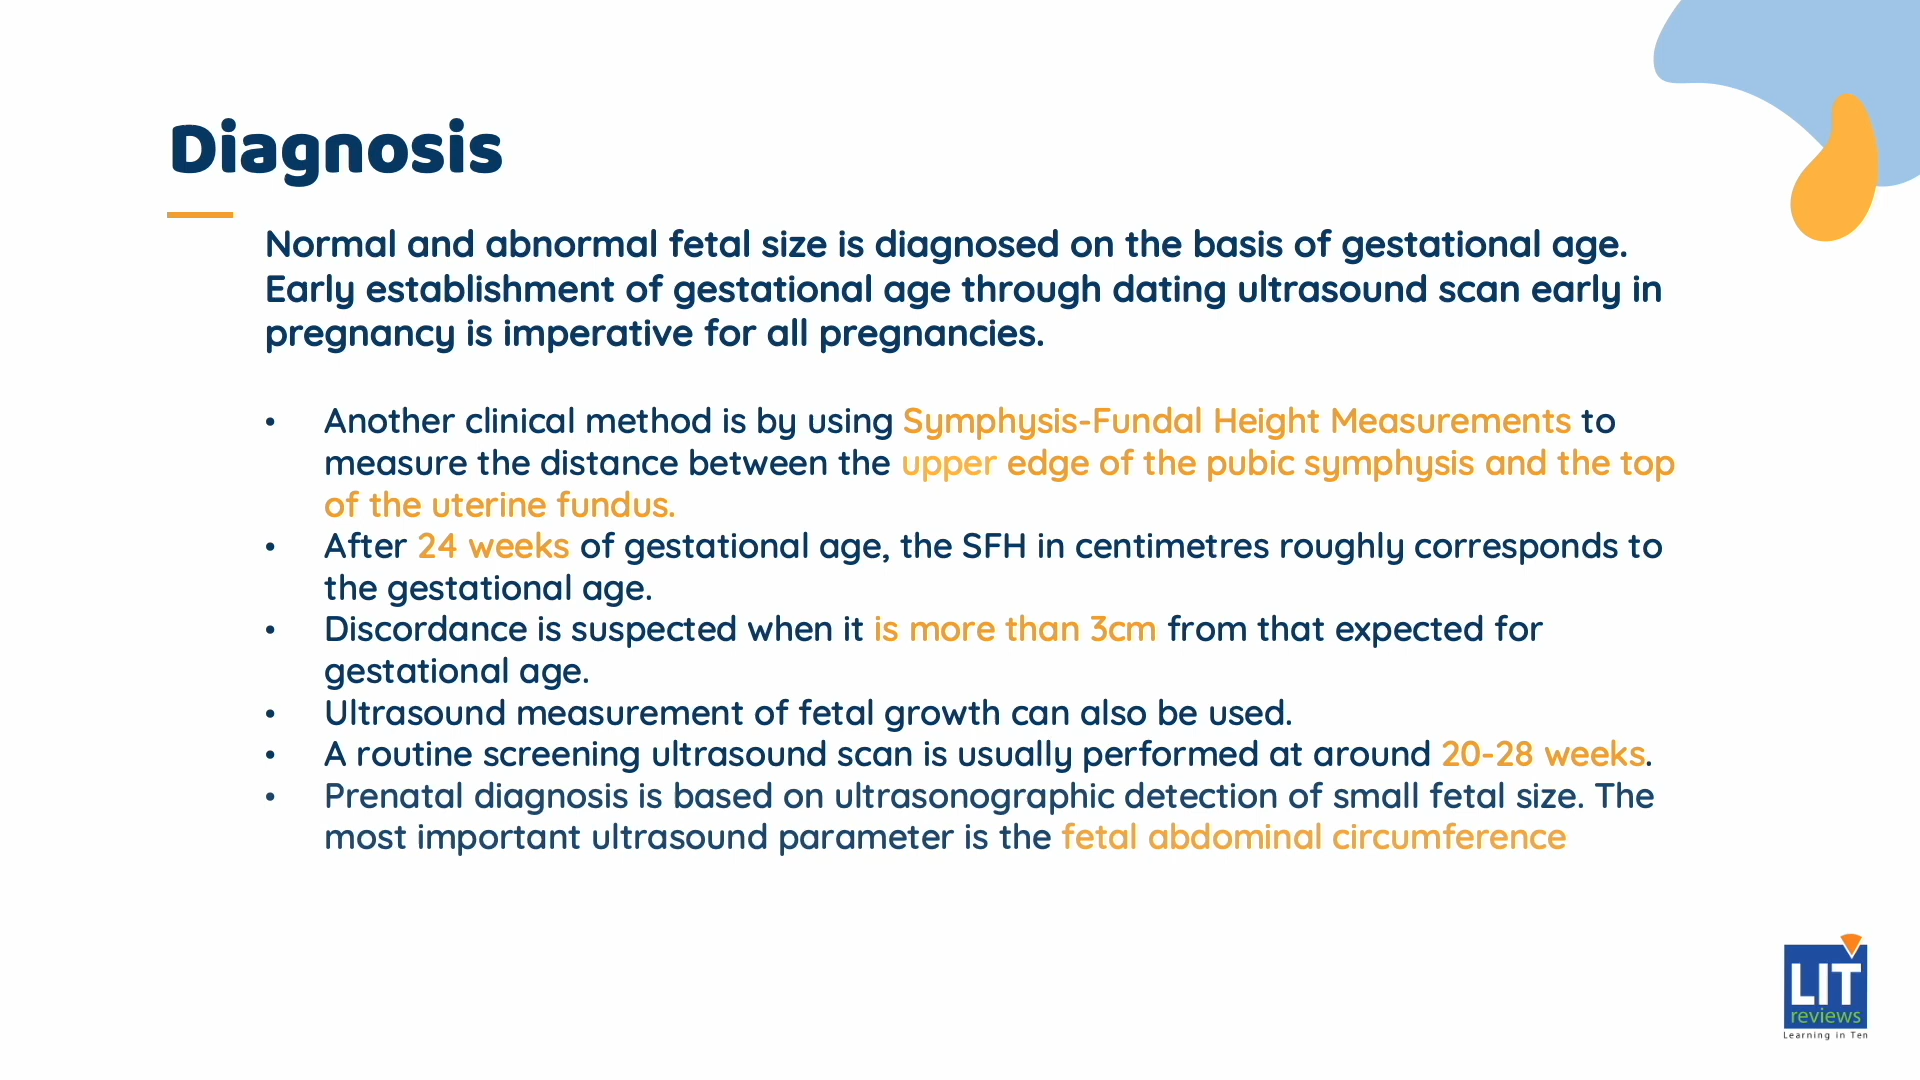 Diagnosis
Normal and abnormal fetal size is diagnosed on the basis of gestational age.
Early establishment of gestational age through dating ultrasound scan early in
pregnancy is imperative for all pregnancies.
• Another clinical method is by using Symphysis-Fundal Height Measurements to
measure the distance between the upper edge of the pubic symphysis and the top
of the uterine fundus.
• After 24 weeks of gestational age, the SFH in centimetres roughly corresponds to
the gestational age.
• Discordance is suspected when it is more than 3cm from that expected for
gestational age.
• Ultrasound measurement of fetal growth can also be used.
• A routine screening ultrasound scan is usually performed at around 20-28 weeks.
• Prenatal diagnosis is based on ultrasonographic detection of small fetal size. The
most important ultrasound parameter is the fetal abdominal circumference
LIT
reviews
Learning in Ten